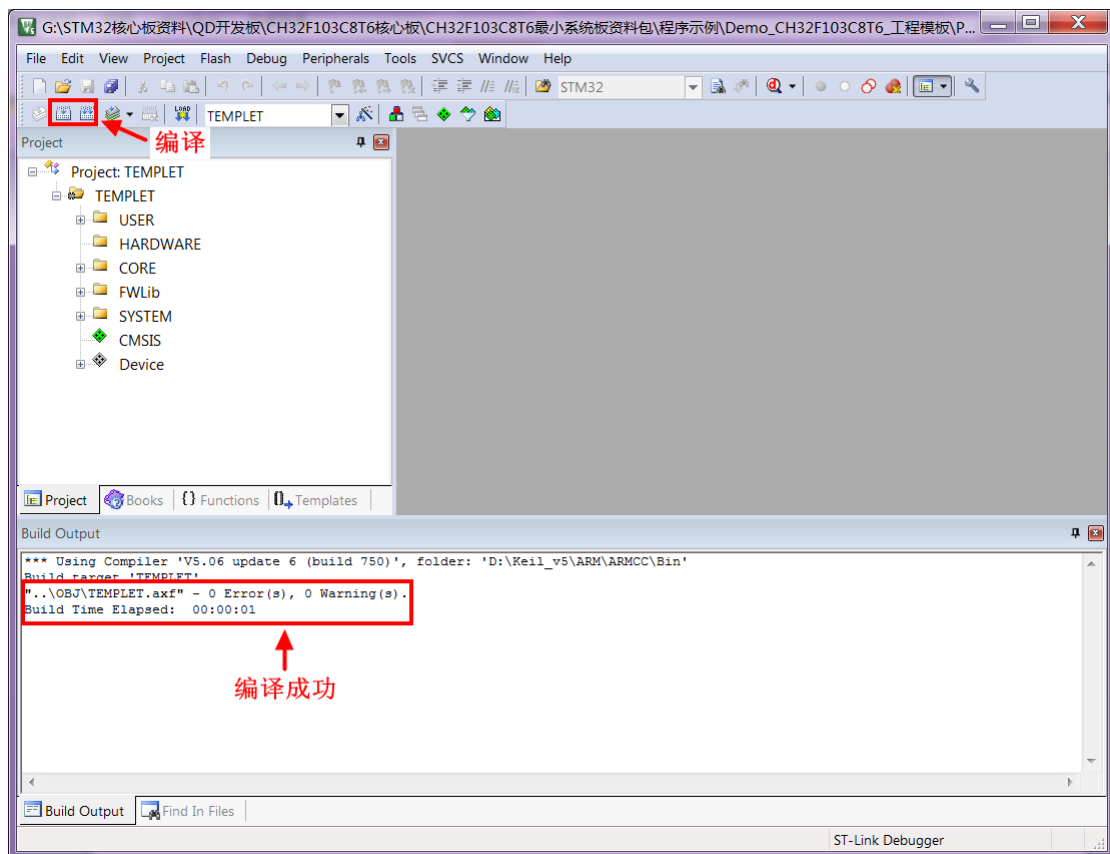 G:\STM32核心板资料\QD开发板\CH32F103C8T6核心板\CH32F103C8T6最小系统板资料包\程序示例\Demo_CH32F103C8T6_工程模板\P...
File Edit View Project Flash Debug Peripherals Tools SVCS Window Help
STM32
LOAD TEMPLET
编译
Project
Project: TEMPLET
TEMPLET
USER
HARDWARE
CORE
FWLib
SYSTEM
CMSIS
Device
Project Books {} Functions Templates
Build Output
*** Using Compiler 'V5.06 update 6 (build 750)', folder: 'D:\Keil_v5\ARM\ARMCC\Bin'
Build target 'TEMPLET'
"..\OBJ\TEMPLET.axf" - 0 Error(s), 0 Warning(s).
Build Time Elapsed: 00:00:01
编译成功
Build Output Find In Files
ST-Link Debugger